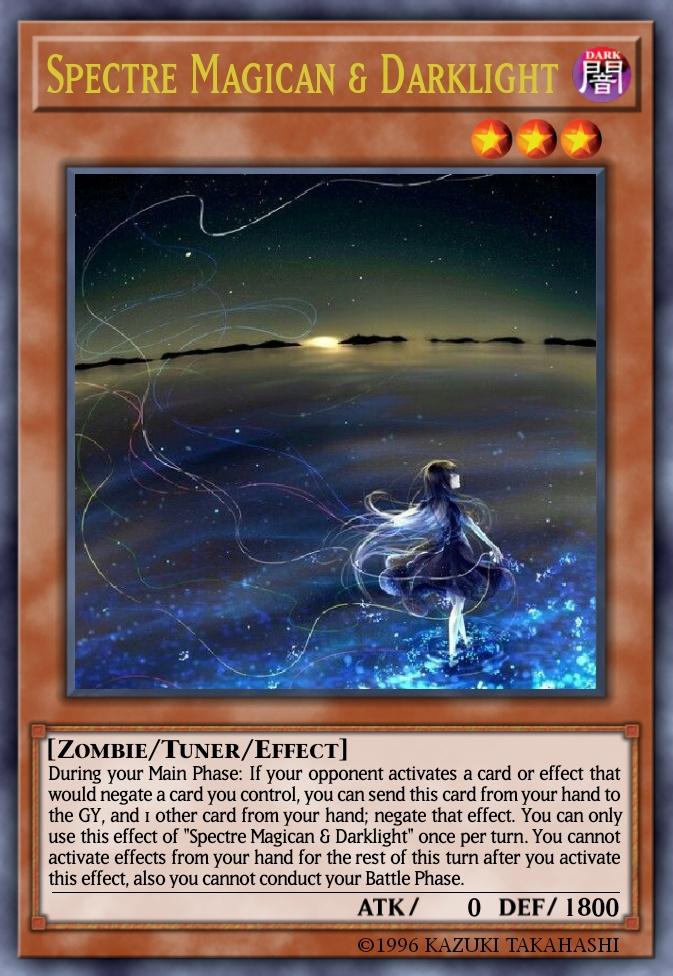 Spectre Magican & Darklight
DARK
闇
[Zombie/Tuner/Effect]
During your Main Phase: If your opponent activates a card or effect that
would negate a card you control, you can send this card from your hand to
the GY, and 1 other card from your hand; negate that effect. You can only
use this effect of "Spectre Magican & Darklight" once per turn. You cannot
activate effects from your hand for the rest of this turn after you activate
this effect, also you cannot conduct your Battle Phase.
ATK/ 0 DEF/ 1800
©1996 KAZUKI TAKAHASHI